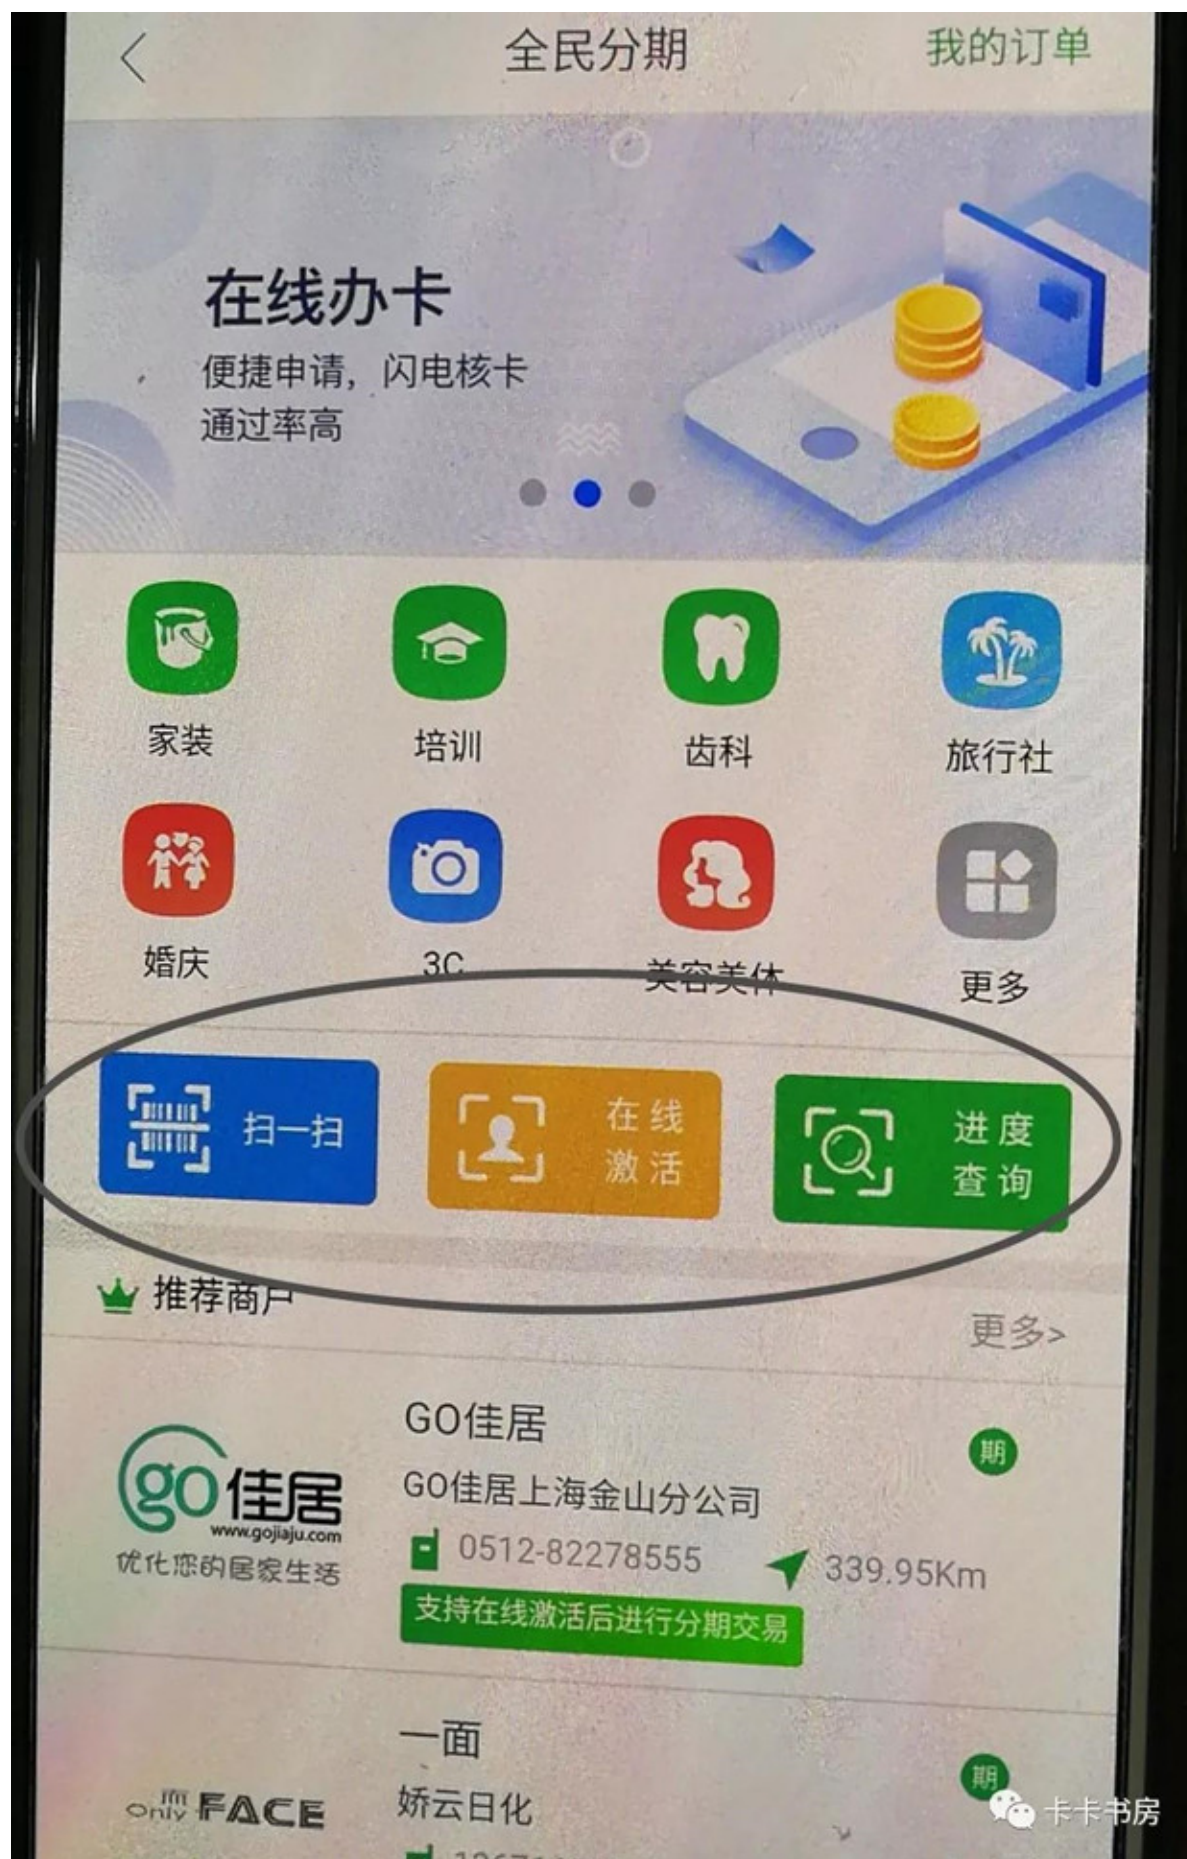 全民分期
我的订单
在线办卡
便捷申请，闪电核卡
通过率高
家装
培训
齿科
旅行社
婚庆
3C
美容美体
更多
扫一扫
在线
激活
进度
查询
推荐商户
更多>
GO佳居
期
GO佳居上海金山分公司
go佳居
www.gojiaju.com
优化您的居家生活
0512-82278555
339.95Km
支持在线激活后进行分期交易
一面
期
Only FACE
娇云日化
卡卡书房